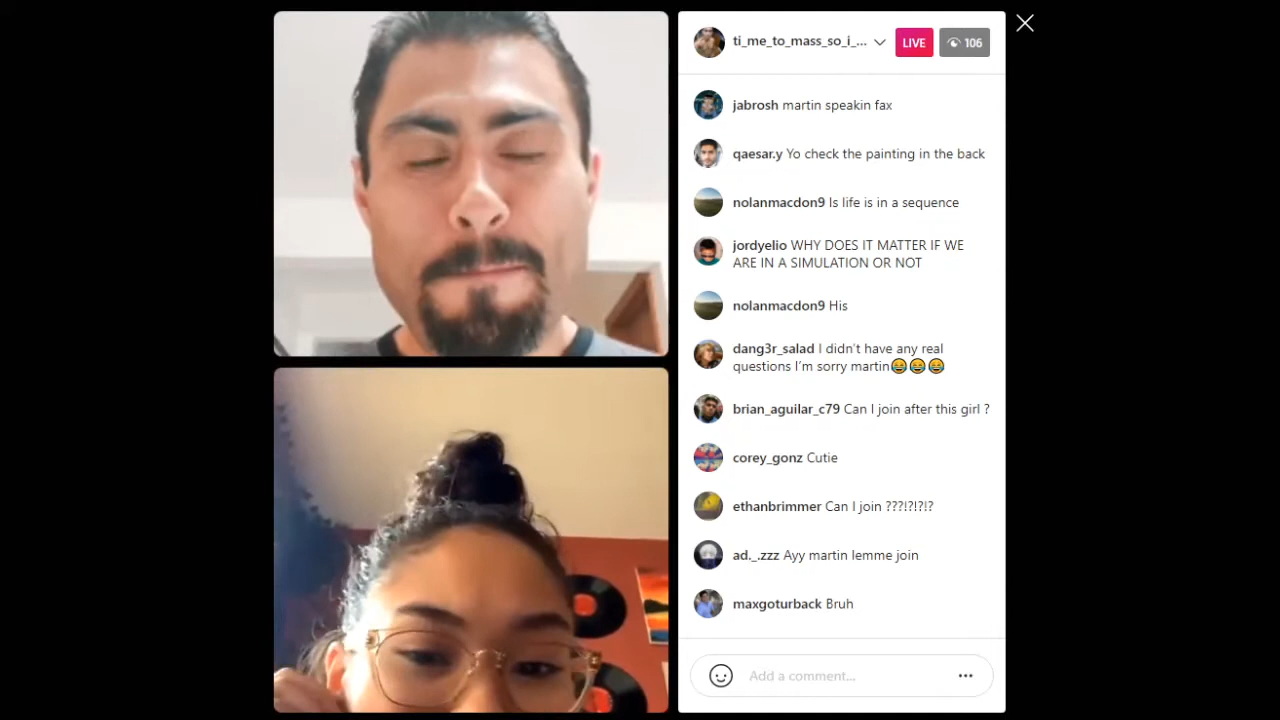 ti_me_to_mass_so_i_...
LIVE
106
jabrosh martin speakin fax
qaesar.y Yo check the painting in the back
nolanmacdon9 Is life is in a sequence
jordyelio WHY DOES IT MATTER IF WE
ARE IN A SIMULATION OR NOT
nolanmacdon9 His
dang3r_salad I didn't have any real
questions I'm sorry martin😂😂😂
brian_aguilar_c79 Can I join after this girl ?
corey_gonz Cutie
ethanbrimmer Can I join ???!?!?!?
ad._.zzz Ayy martin lemme join
maxgoturback Bruh
Add a comment...